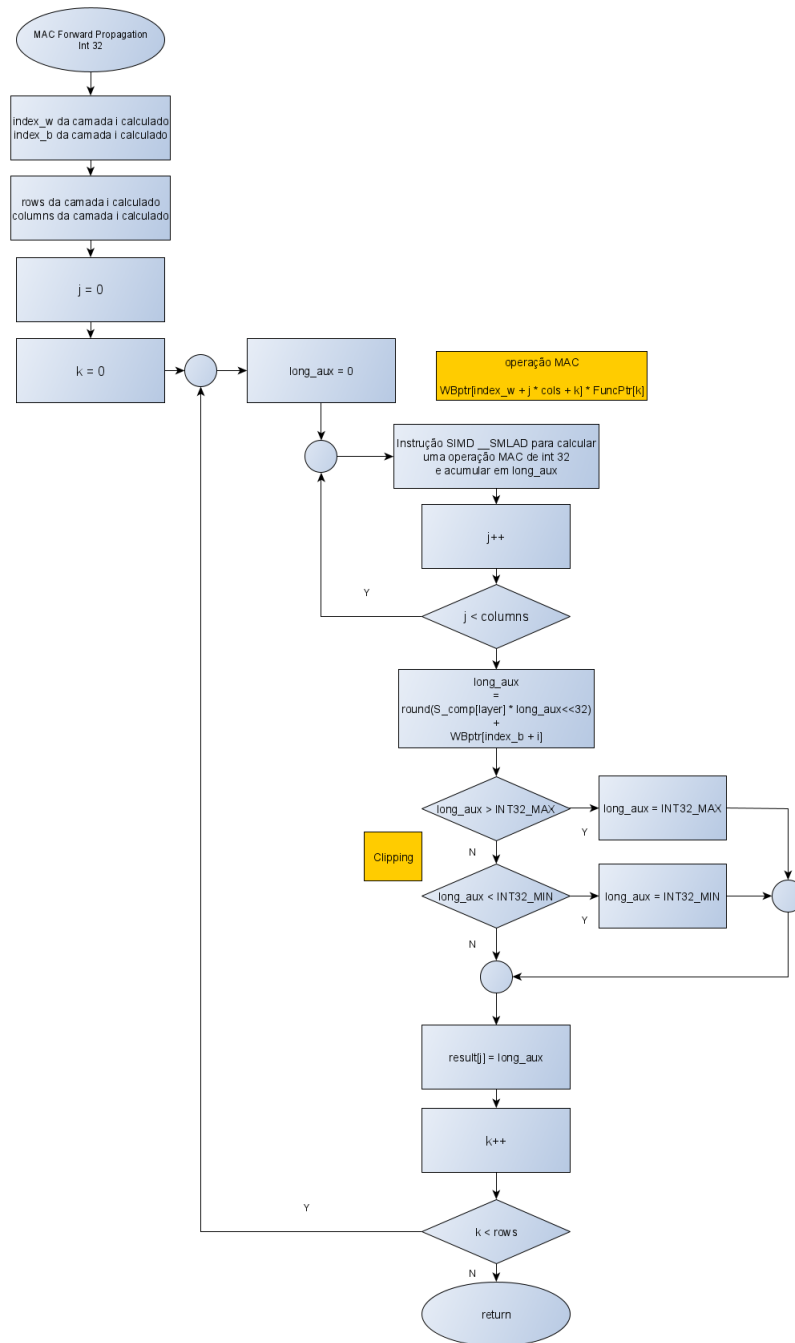 MAC Forward Propagation
Int 32
index_w da camada i calculado
index_b da camada i calculado
rows da camada i calculado
columns da camada i calculado
j = 0
k = 0
long_aux = 0
operação MAC
WBptr[index_w + j * cols + k] * FuncPtr[k]
Instrução SIMD __SMLAD para calcular
uma operação MAC de int 32
e acumular em long_aux
j++
Y
j < columns
long_aux
=
round(S_comp[layer] * long_aux<<32)
+
WBptr[index_b + i]
long_aux > INT32_MAX
long_aux = INT32_MAX
Y
N
Clipping
long_aux < INT32_MIN
long_aux = INT32_MIN
Y
N
result[j] = long_aux
k++
Y
k < rows
N
return